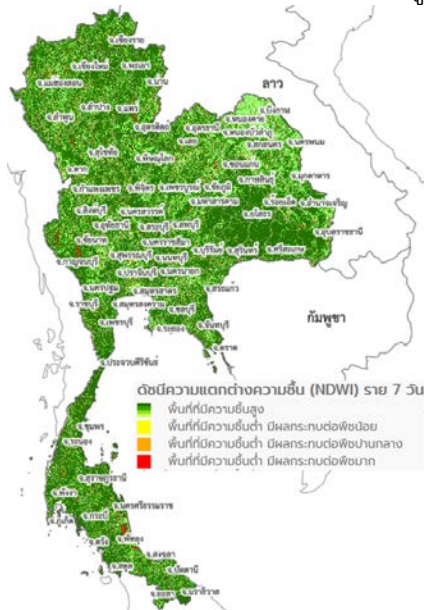 จ.เชียงราย
จ.เชียงใหม่
จ.พะเยา
จ.แม่ฮ่องสอน
จ.น่าน
ลาว
จ.ลำปาง
จ.แพร่
จ.บึงกาฬ
จ.หนองคาย
จ.ลำพูน
จ.อุตรดิตถ์
จ.อุดรธานี
จ.หนองบัวลำภู
จ.เลย
จ.สกลนคร
จ.นครพนม
จ.สุโขทัย
จ.พิษณุโลก
จ.ขอนแก่น
จ.ตาก
จ.กาฬสินธุ์
จ.มุกดาหาร
จ.กำแพงเพชร
จ.พิจิตร
จ.เพชรบูรณ์
จ.ชัยภูมิ
จ.มหาสารคาม
จ.ร้อยเอ็ด
จ.อำนาจเจริญ
จ.ยโสธร
จ.สิงห์บุรี
จ.นครสวรรค์
จ.อุทัยธานี
จ.สระบุรี
จ.ลพบุรี
จ.อุบลราชธานี
จ.ชัยนาท
จ.นครราชสีมา
จ.บุรีรัมย์
จ.สุรินทร์
จ.ศรีสะเกษ
จ.กาญจนบุรี
จ.สุพรรณบุรี
จ.นนทบุรี
จ.ปราจีนบุรี
จ.นครนายก
จ.นครปฐม
จ.สมุทรสาคร
จ.สระแก้ว
จ.ราชบุรี
จ.สมุทรสงคราม
จ.ชลบุรี
กัมพูชา
จ.เพชรบุรี
จ.ระยอง
จ.จันทบุรี
จ.ตราด
จ.ประจวบคีรีขันธ์
ดัชนีความแตกต่างความชื้น (NDWI) ราย 7 วัน
พื้นที่ที่มีความชื้นสูง
พื้นที่ที่มีความชื้นต่ำ มีผลกระทบต่อพืชน้อย
พื้นที่ที่มีความชื้นต่ำ มีผลกระทบต่อพืชปานกลาง
พื้นที่ที่มีความชื้นต่ำ มีผลกระทบต่อพืชมาก
จ.ชุมพร
จ.ระนอง
จ.สุราษฎร์ธานี
จ.พังงา
จ.นครศรีธรรมราช
จ.ภูเก็ต
จ.กระบี่
จ.ตรัง
จ.พัทลุง
จ.สงขลา
จ.สตูล
จ.ปัตตานี
จ.ยะลา
จ.นราธิวาส